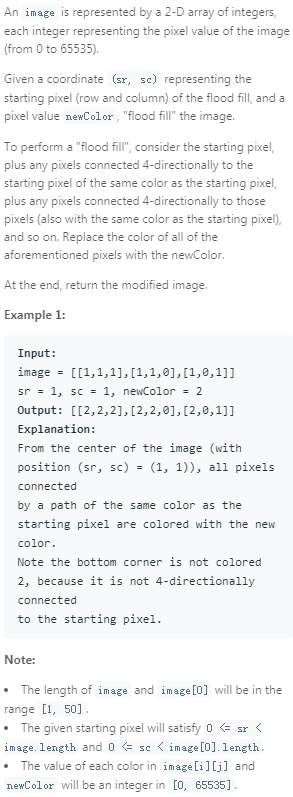 An image is represented by a 2-D array of integers,
each integer representing the pixel value of the image
(from 0 to 65535).
Given a coordinate (sr, sc) representing the
starting pixel (row and column) of the flood fill, and a
pixel value newColor, "flood fill" the image.
To perform a "flood fill", consider the starting pixel,
plus any pixels connected 4-directionally to the
starting pixel of the same color as the starting pixel,
plus any pixels connected 4-directionally to those
pixels (also with the same color as the starting pixel),
and so on. Replace the color of all of the
aforementioned pixels with the newColor.
At the end, return the modified image.
Example 1:
Input:
image = [[1,1,1],[1,1,0],[1,0,1]]
sr = 1, sc = 1, newColor = 2
Output: [[2,2,2],[2,2,0],[2,0,1]]
Explanation:
From the center of the image (with
position (sr, sc) = (1, 1)), all pixels
connected
by a path of the same color as the
starting pixel are colored with the new
color.
Note the bottom corner is not colored
2, because it is not 4-directionally
connected
to the starting pixel.
Note:
• The length of image and image[0] will be in the
range [1, 50].
• The given starting pixel will satisfy 0 <= sr <
image.length and 0 <= sc < image[0].length.
• The value of each color in image[i][j] and
newColor will be an integer in [0, 65535].